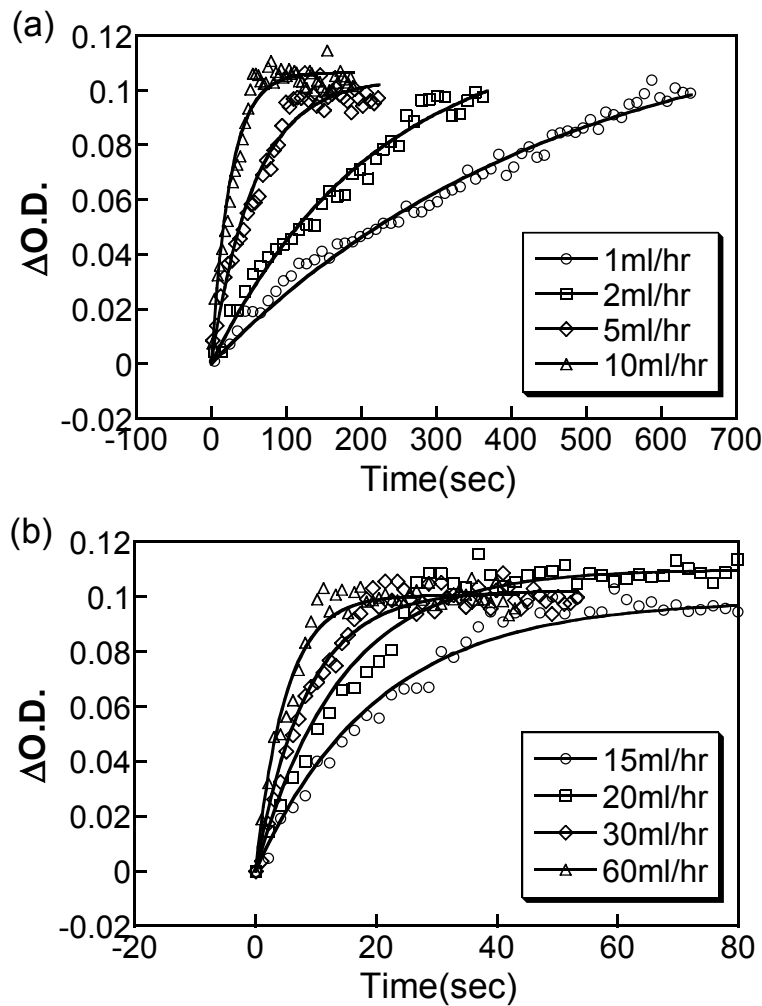 (a)
0.12
0.1
0.08
0.06
0.04
0.02
0
-0.02
-100 0 100 200 300 400 500 600 700
ΔO.D.
Time(sec)
1ml/hr
2ml/hr
5ml/hr
10ml/hr
(b)
0.12
0.1
0.08
0.06
0.04
0.02
0
-0.02
-20 0 20 40 60 80
ΔO.D.
Time(sec)
15ml/hr
20ml/hr
30ml/hr
60ml/hr